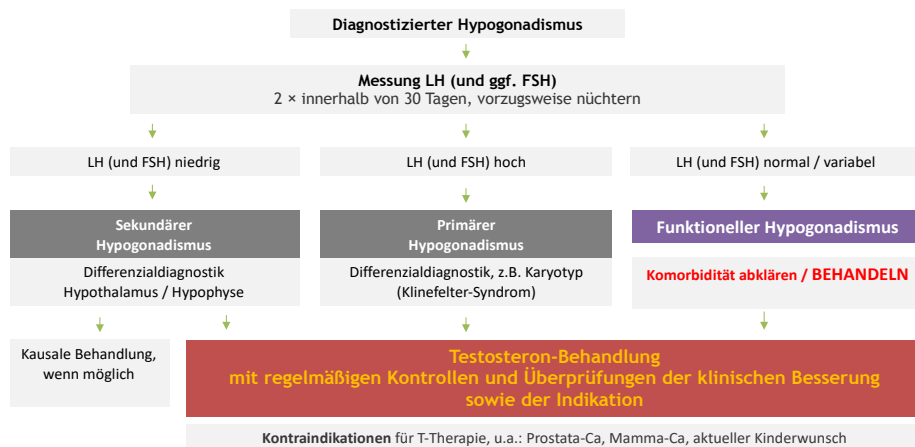 Diagnostizierter Hypogonadismus
Messung LH (und ggf. FSH)
2 × innerhalb von 30 Tagen, vorzugsweise nüchtern
LH (und FSH) niedrig
LH (und FSH) hoch
LH (und FSH) normal / variabel
Sekundärer
Hypogonadismus
Primärer
Hypogonadismus
Funktioneller Hypogonadismus
Differenzialdiagnostik
Hypothalamus / Hypophyse
Differenzialdiagnostik, z.B. Karyotyp
(Klinefelter-Syndrom)
Komorbidität abklären / BEHANDELN
Kausale Behandlung,
wenn möglich
Testosteron-Behandlung
mit regelmäßigen Kontrollen und Überprüfungen der klinischen Besserung
sowie der Indikation
Kontraindikationen für T-Therapie, u.a.: Prostata-Ca, Mamma-Ca, aktueller Kinderwunsch